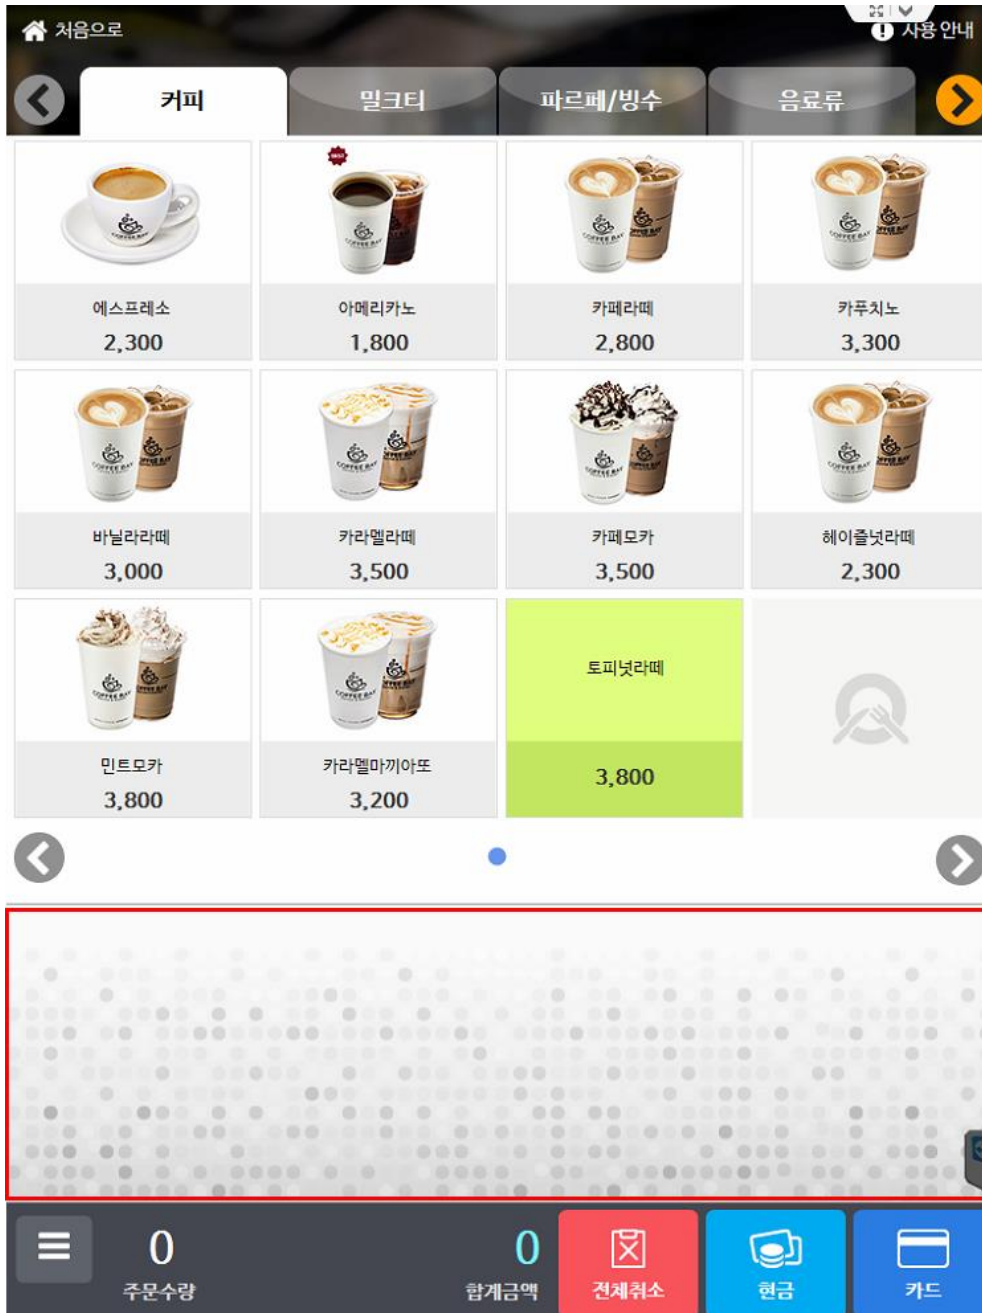 처음으로
사용 안내
커피
밀크티
파르페/빙수
음료류
에스프레소
2,300
BEST
아메리카노
1,800
카페라떼
2,800
카푸치노
3,300
바닐라라떼
3,000
카라멜라떼
3,500
카페모카
3,500
헤이즐넛라떼
2,300
민트모카
3,800
카라멜마끼아또
3,200
토피넛라떼
3,800
COFFEE BAY
0
주문수량
0
합계금액
전체취소
현금
카드